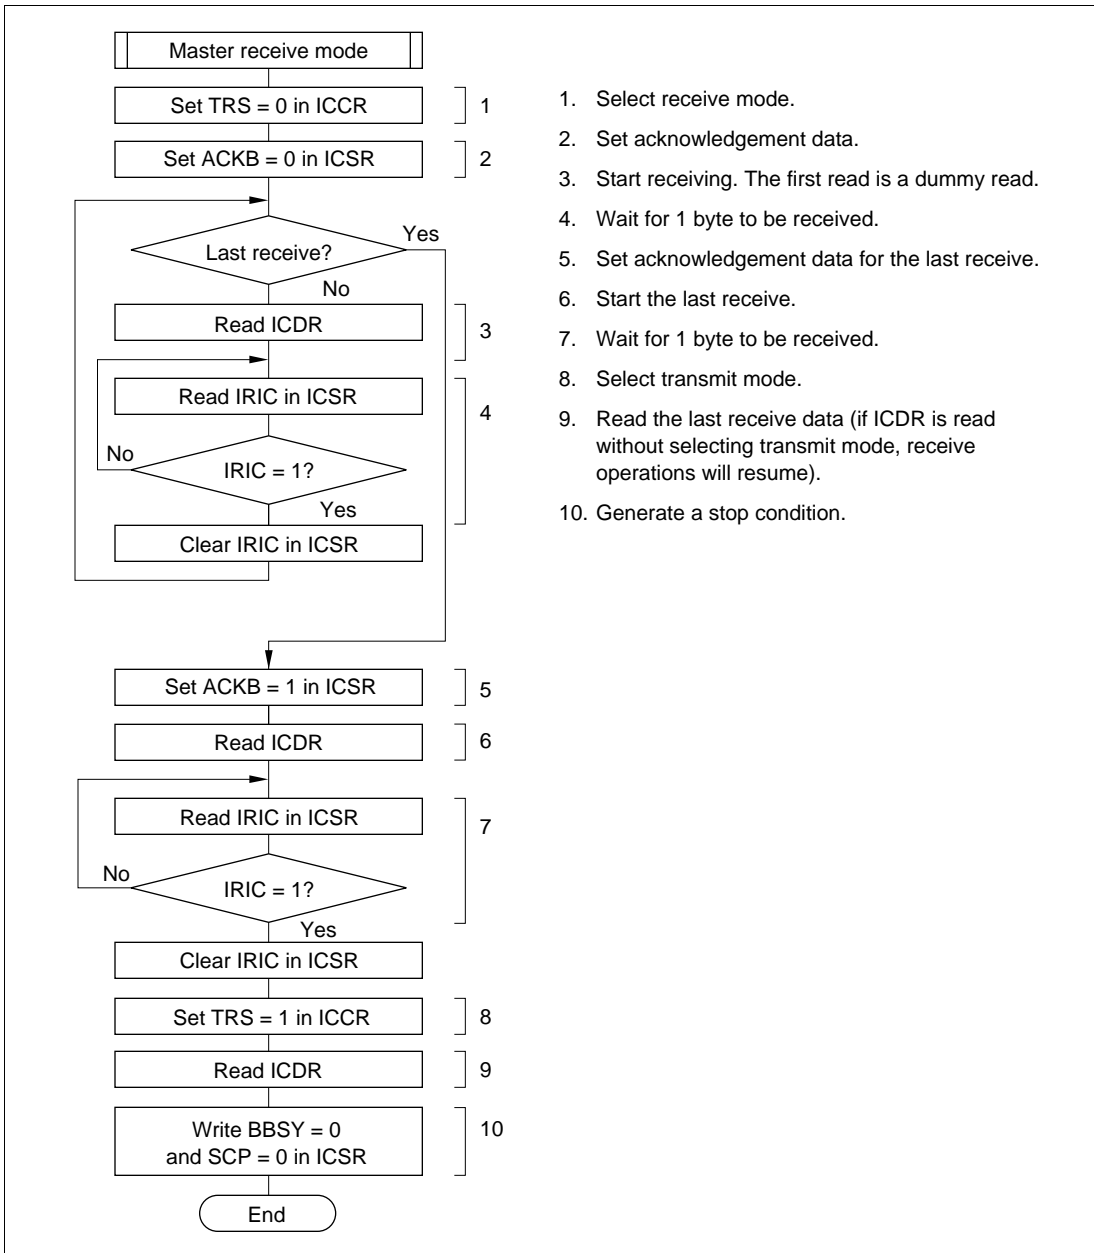 Master receive mode
Set TRS = 0 in ICCR
1
Set ACKB = 0 in ICSR
2
Last receive?
Yes
No
Read ICDR
3
Read IRIC in ICSR
4
No
IRIC = 1?
Yes
Clear IRIC in ICSR
Set ACKB = 1 in ICSR
5
Read ICDR
6
Read IRIC in ICSR
7
No
IRIC = 1?
Yes
Clear IRIC in ICSR
Set TRS = 1 in ICCR
8
Read ICDR
9
Write BBSY = 0
and SCP = 0 in ICSR
10
End
1. Select receive mode.
2. Set acknowledgement data.
3. Start receiving. The first read is a dummy read.
4. Wait for 1 byte to be received.
5. Set acknowledgement data for the last receive.
6. Start the last receive.
7. Wait for 1 byte to be received.
8. Select transmit mode.
9. Read the last receive data (if ICDR is read
without selecting transmit mode, receive
operations will resume).
10. Generate a stop condition.